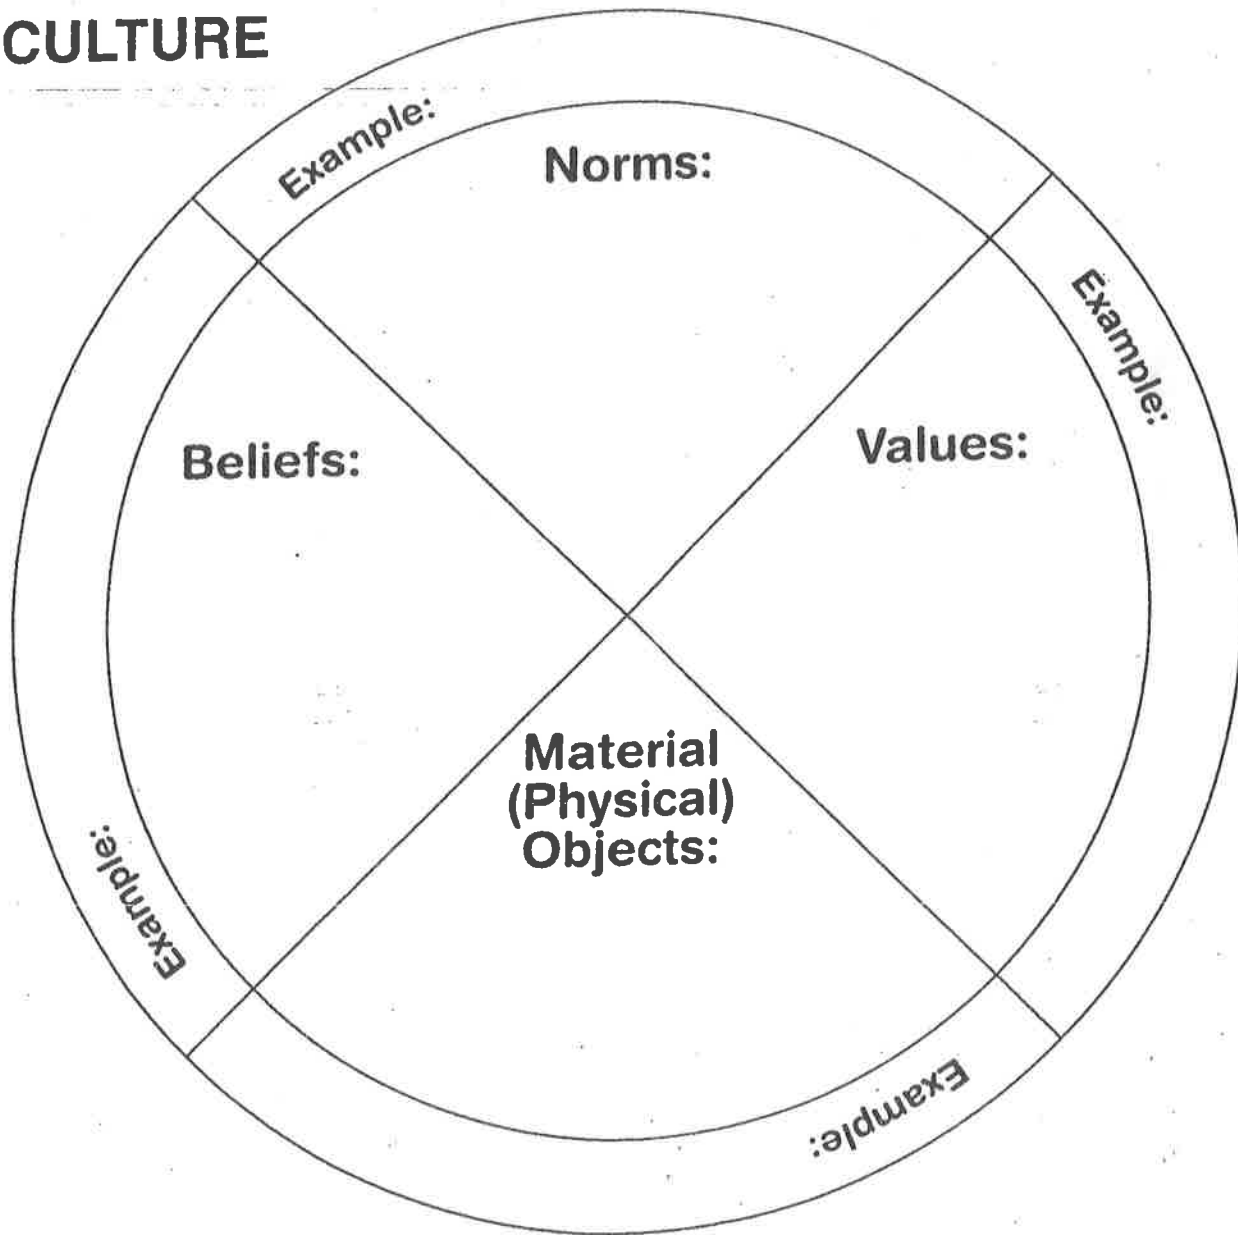 CULTURE
Example:
Norms:
Example:
Beliefs:
Values:
Material
(Physical)
Objects:
Example:
Example: